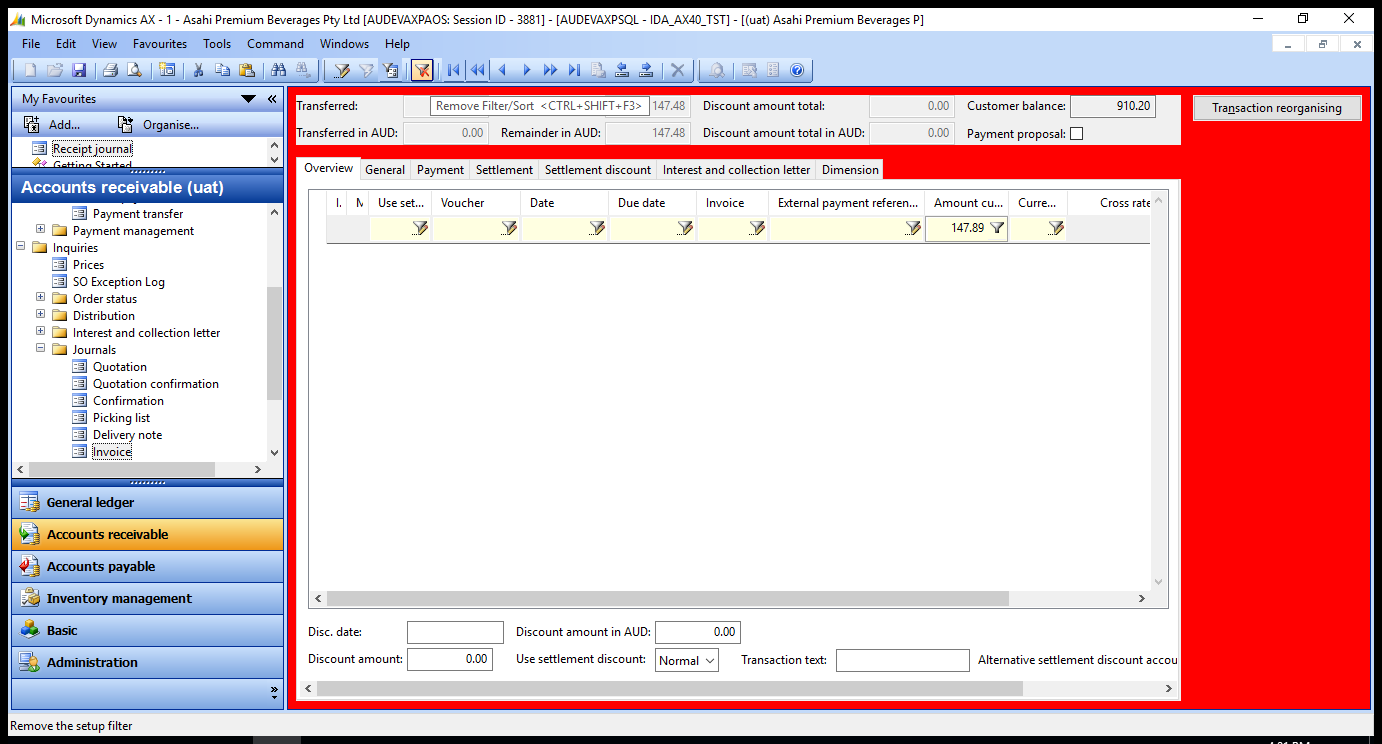 Microsoft Dynamics AX - 1 - Asahi Premium Beverages Pty Ltd [AUDEVAXPAOS: Session ID - 3881] - [AUDEVAXPSQL - IDA_AX40_TST] - [(uat) Asahi Premium Beverages P]
File Edit View Favourites Tools Command Windows Help
My Favourites
Add... Organise...
Receipt journal
Getting Started
Accounts receivable (uat)
Payment transfer
Payment management
Inquiries
Prices
SO Exception Log
Order status
Distribution
Interest and collection letter
Journals
Quotation
Quotation confirmation
Confirmation
Picking list
Delivery note
Invoice
General ledger
Accounts receivable
Accounts payable
Inventory management
Basic
Administration
Transferred: Remove Filter/Sort <CTRL+SHIFT+F3> 147.48 Discount amount total: 0.00 Customer balance: 910.20 Transaction reorganising
Transferred in AUD: 0.00 Remainder in AUD: 147.48 Discount amount total in AUD: 0.00 Payment proposal:
Overview General Payment Settlement Settlement discount Interest and collection letter Dimension
I. M Use set... Voucher Date Due date Invoice External payment referen... Amount cu... Curre... Cross rate
147.89
Disc. date: Discount amount in AUD: 0.00
Discount amount: 0.00 Use settlement discount: Normal Transaction text: Alternative settlement discount accou
Remove the setup filter